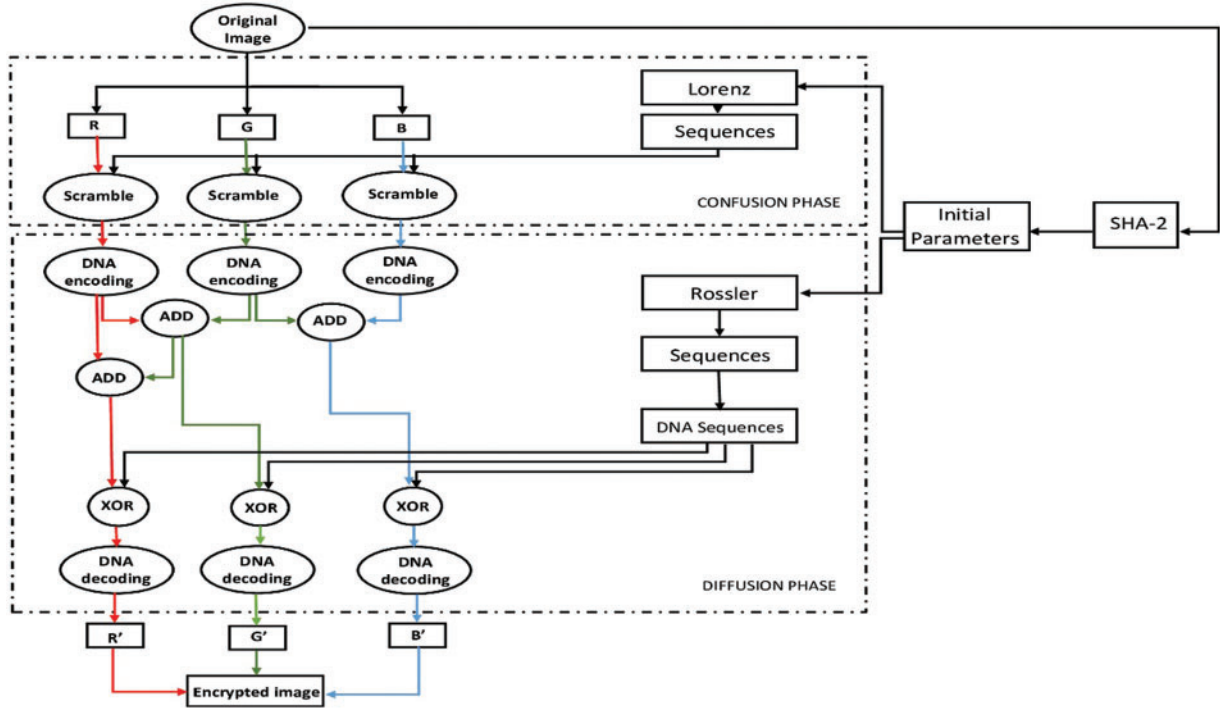 Original
Image
Lorenz
R
G
B
Sequences
Scramble
Scramble
Scramble
CONFUSION PHASE
Initial
Parameters
SHA-2
DNA
encoding
DNA
encoding
DNA
encoding
Rossler
ADD
ADD
Sequences
ADD
DNA Sequences
XOR
XOR
XOR
DNA
decoding
DNA
decoding
DNA
decoding
DIFFUSION PHASE
R’
G’
B’
Encrypted image